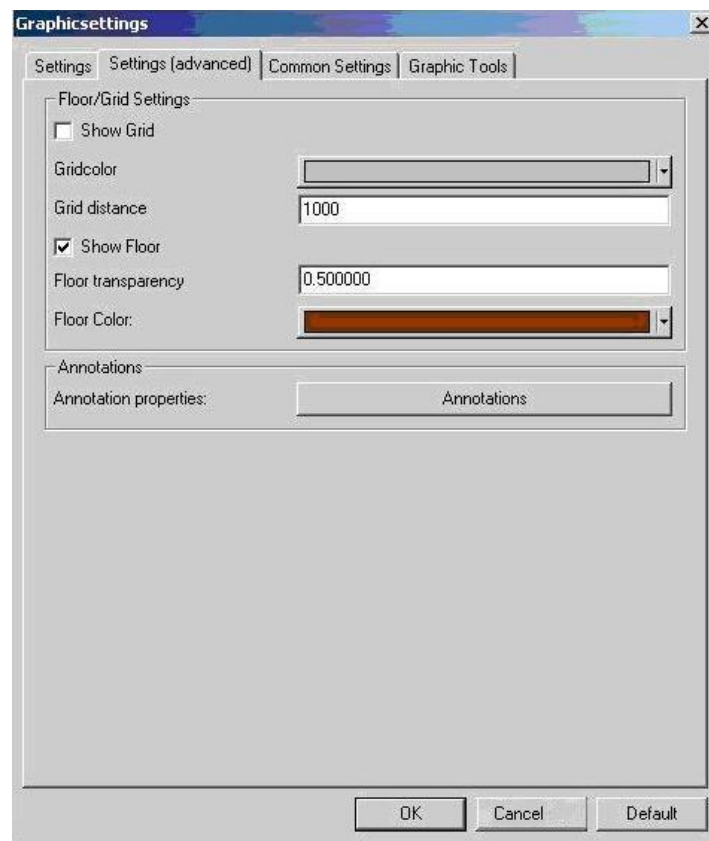 Graphicsettings
Settings
Settings (advanced)
Common Settings
Graphic Tools
Floor/Grid Settings
Show Grid
Gridcolor
Grid distance
1000
Show Floor
Floor transparency
0.500000
Floor Color:
Annotations
Annotation properties:
Annotations
OK
Cancel
Default